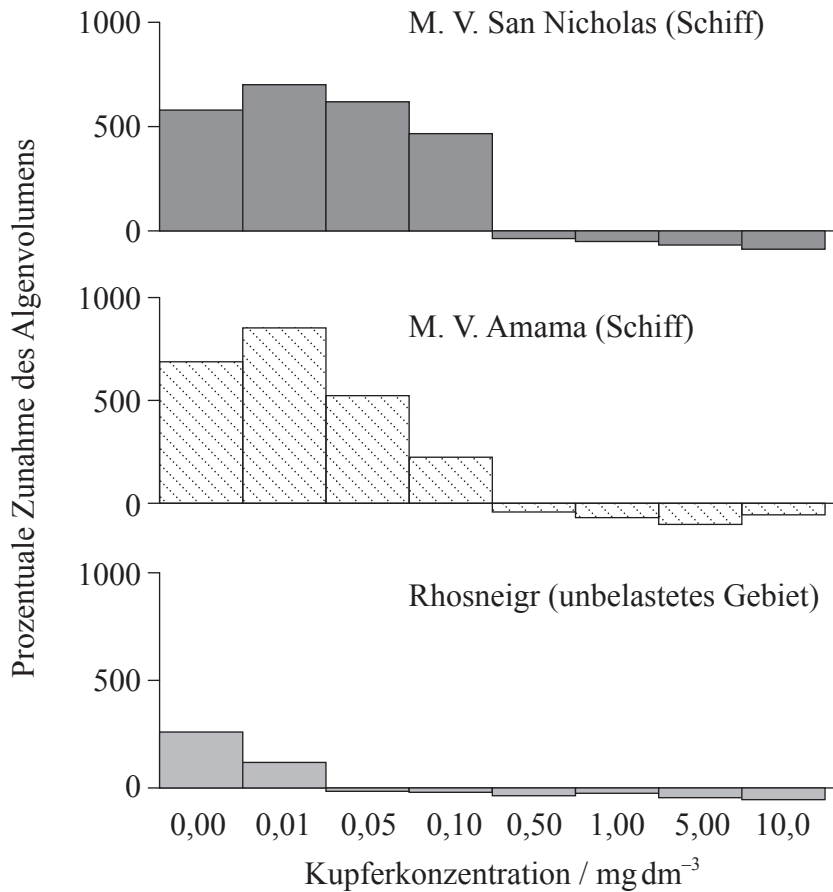 Prozentuale Zunahme des Algenvolumens
M. V. San Nicholas (Schiff)
1000
500
0
M. V. Amama (Schiff)
1000
500
0
Rhosneigr (unbelastetes Gebiet)
1000
500
0
0,00 0,01 0,05 0,10 0,50 1,00 5,00 10,0
Kupferkonzentration / mg dm⁻³